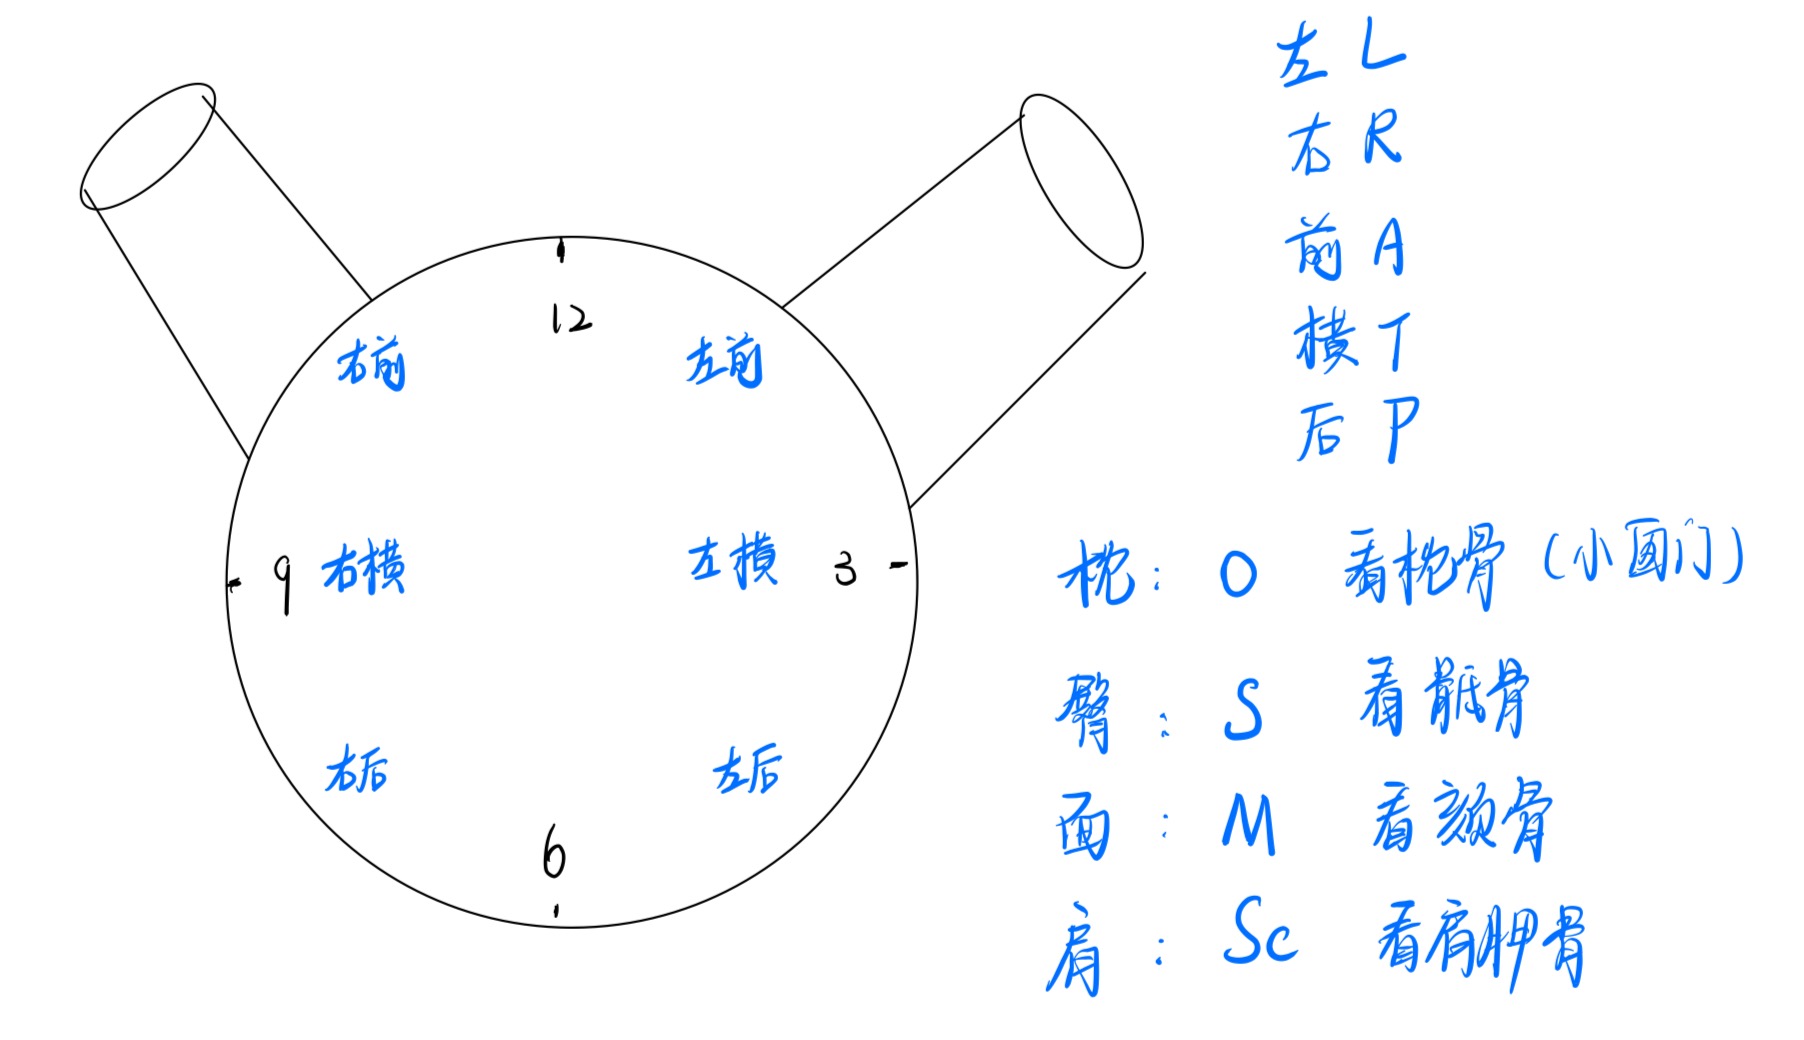 左 L
右 R
前 A
横 T
后 P
12
右前 左前
9 右横 左横 3
右后 左后
6
枕： O 看枕骨（小囟门）
臀： S 看骶骨
面： M 看颏骨
肩： Sc 看肩胛骨